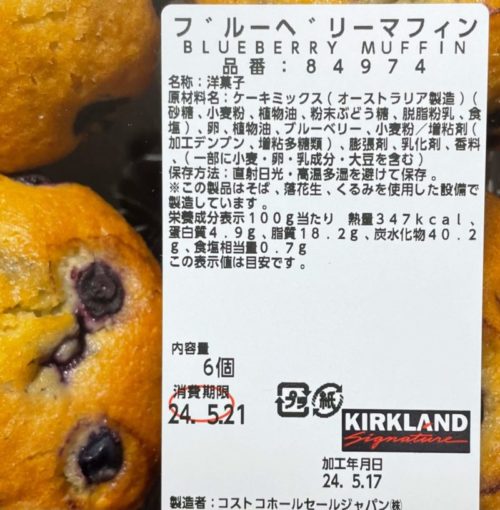 ブルーベリーマフィン
BLUEBERRY MUFFIN
品番：84974
名称：洋菓子
原材料名：ケーキミックス（オーストラリア製造）（
砂糖、小麦粉、植物油、粉末ぶどう糖、脱脂粉乳、食
塩）、卵、植物油、ブルーベリー、小麦粉／増粘剤（
加工デンプン、増粘多糖類）、膨張剤、乳化剤、香料
、（一部に小麦・卵・乳成分・大豆を含む）
保存方法：直射日光・高温多湿を避けて保存。
※この製品はそば、落花生、くるみを使用した設備で
製造しています。
栄養成分表示100g当たり 熱量347kcal、
蛋白質4.9g、脂質18.2g、炭水化物40.2
g、食塩相当量0.7g
この表示値は目安です。
内容量
6個
消費期限
24. 5.21
プラ 紙
KIRKLAND
Signature
加工年月日
24. 5.17
製造者：コストコホールセールジャパン㈱